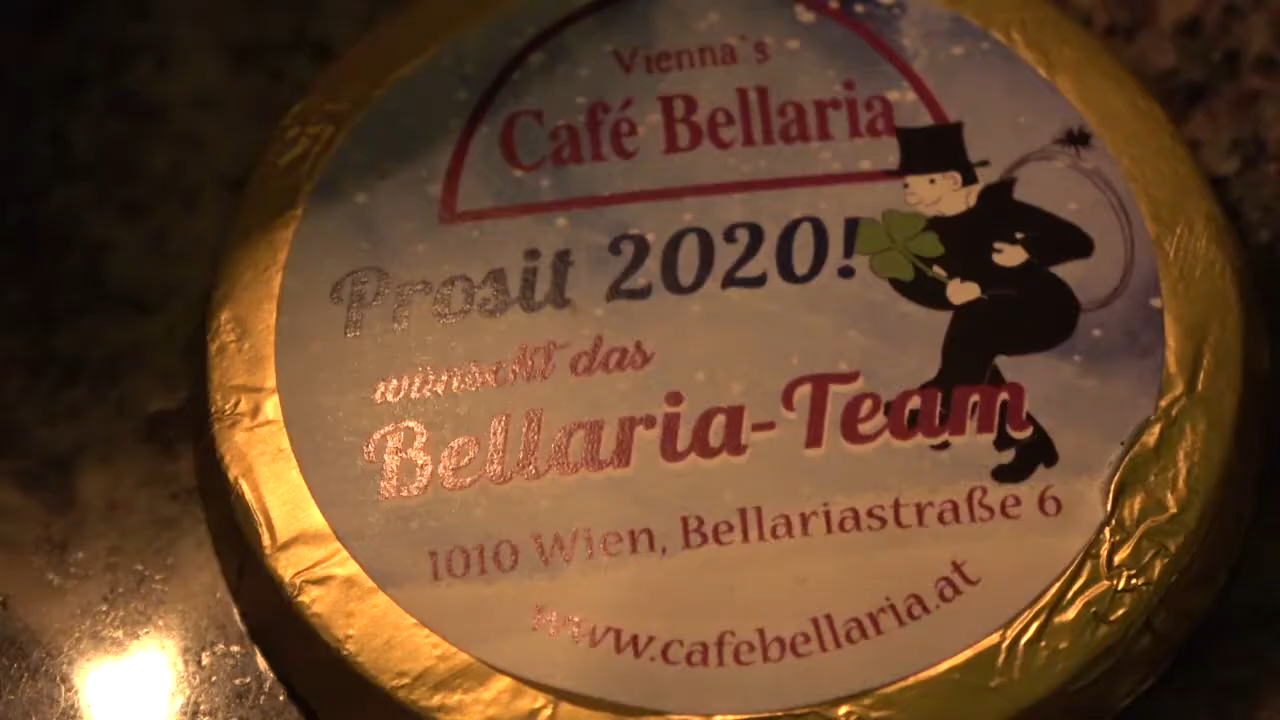 Vienna`s
Café Bellaria
Prosit 2020!
wünscht das
Bellaria-Team
1010 Wien, Bellariastraße 6
www.cafebellaria.at